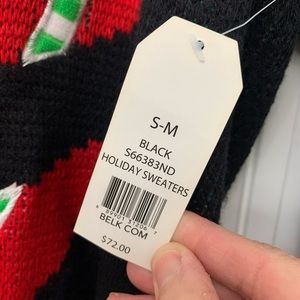 S-M
BLACK
S66383ND
HOLIDAY SWEATERS
BELK COM
$72.00